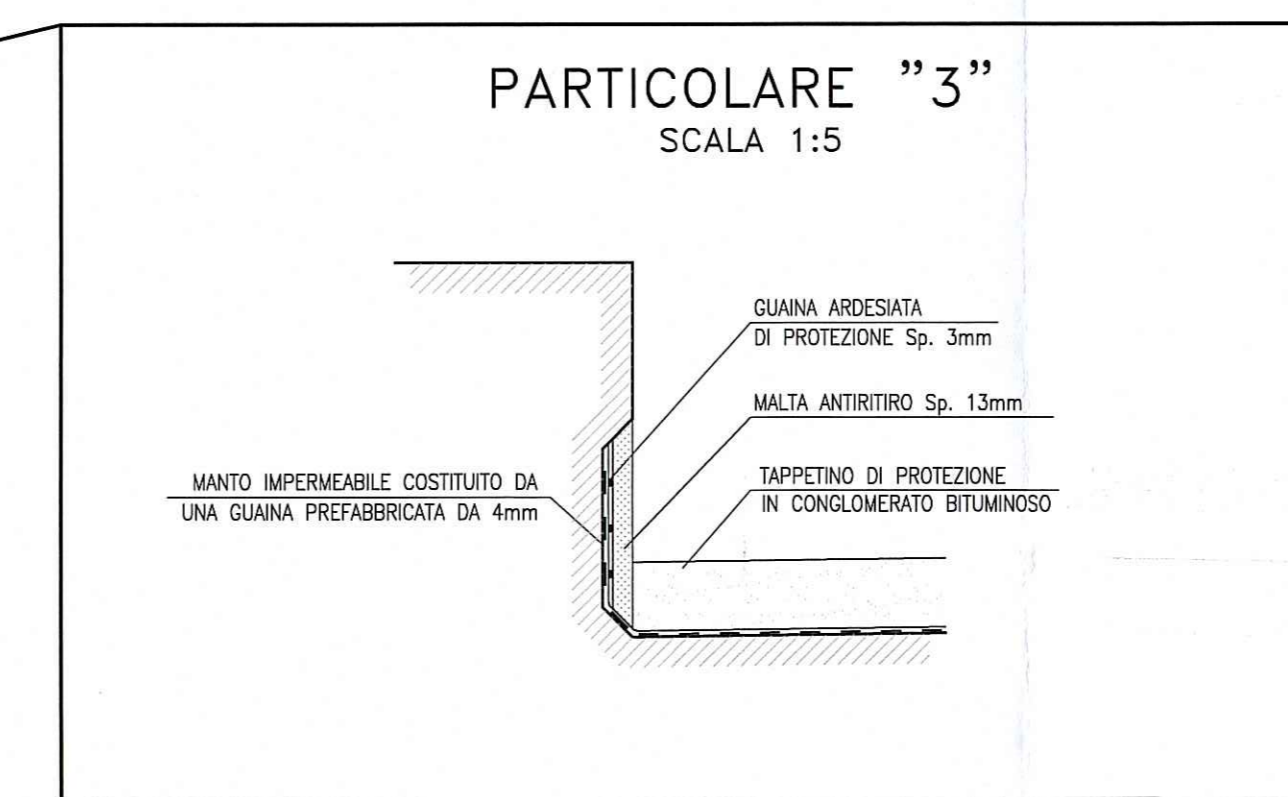 PARTICOLARE "3"
SCALA 1:5
GUAINA ARDESIATA
DI PROTEZIONE Sp. 3mm
MALTA ANTIRITIRO Sp. 13mm
MANTO IMPERMEABILE COSTITUITO DA
UNA GUAINA PREFABBRICATA DA 4mm
TAPPETINO DI PROTEZIONE
IN CONGLOMERATO BITUMINOSO